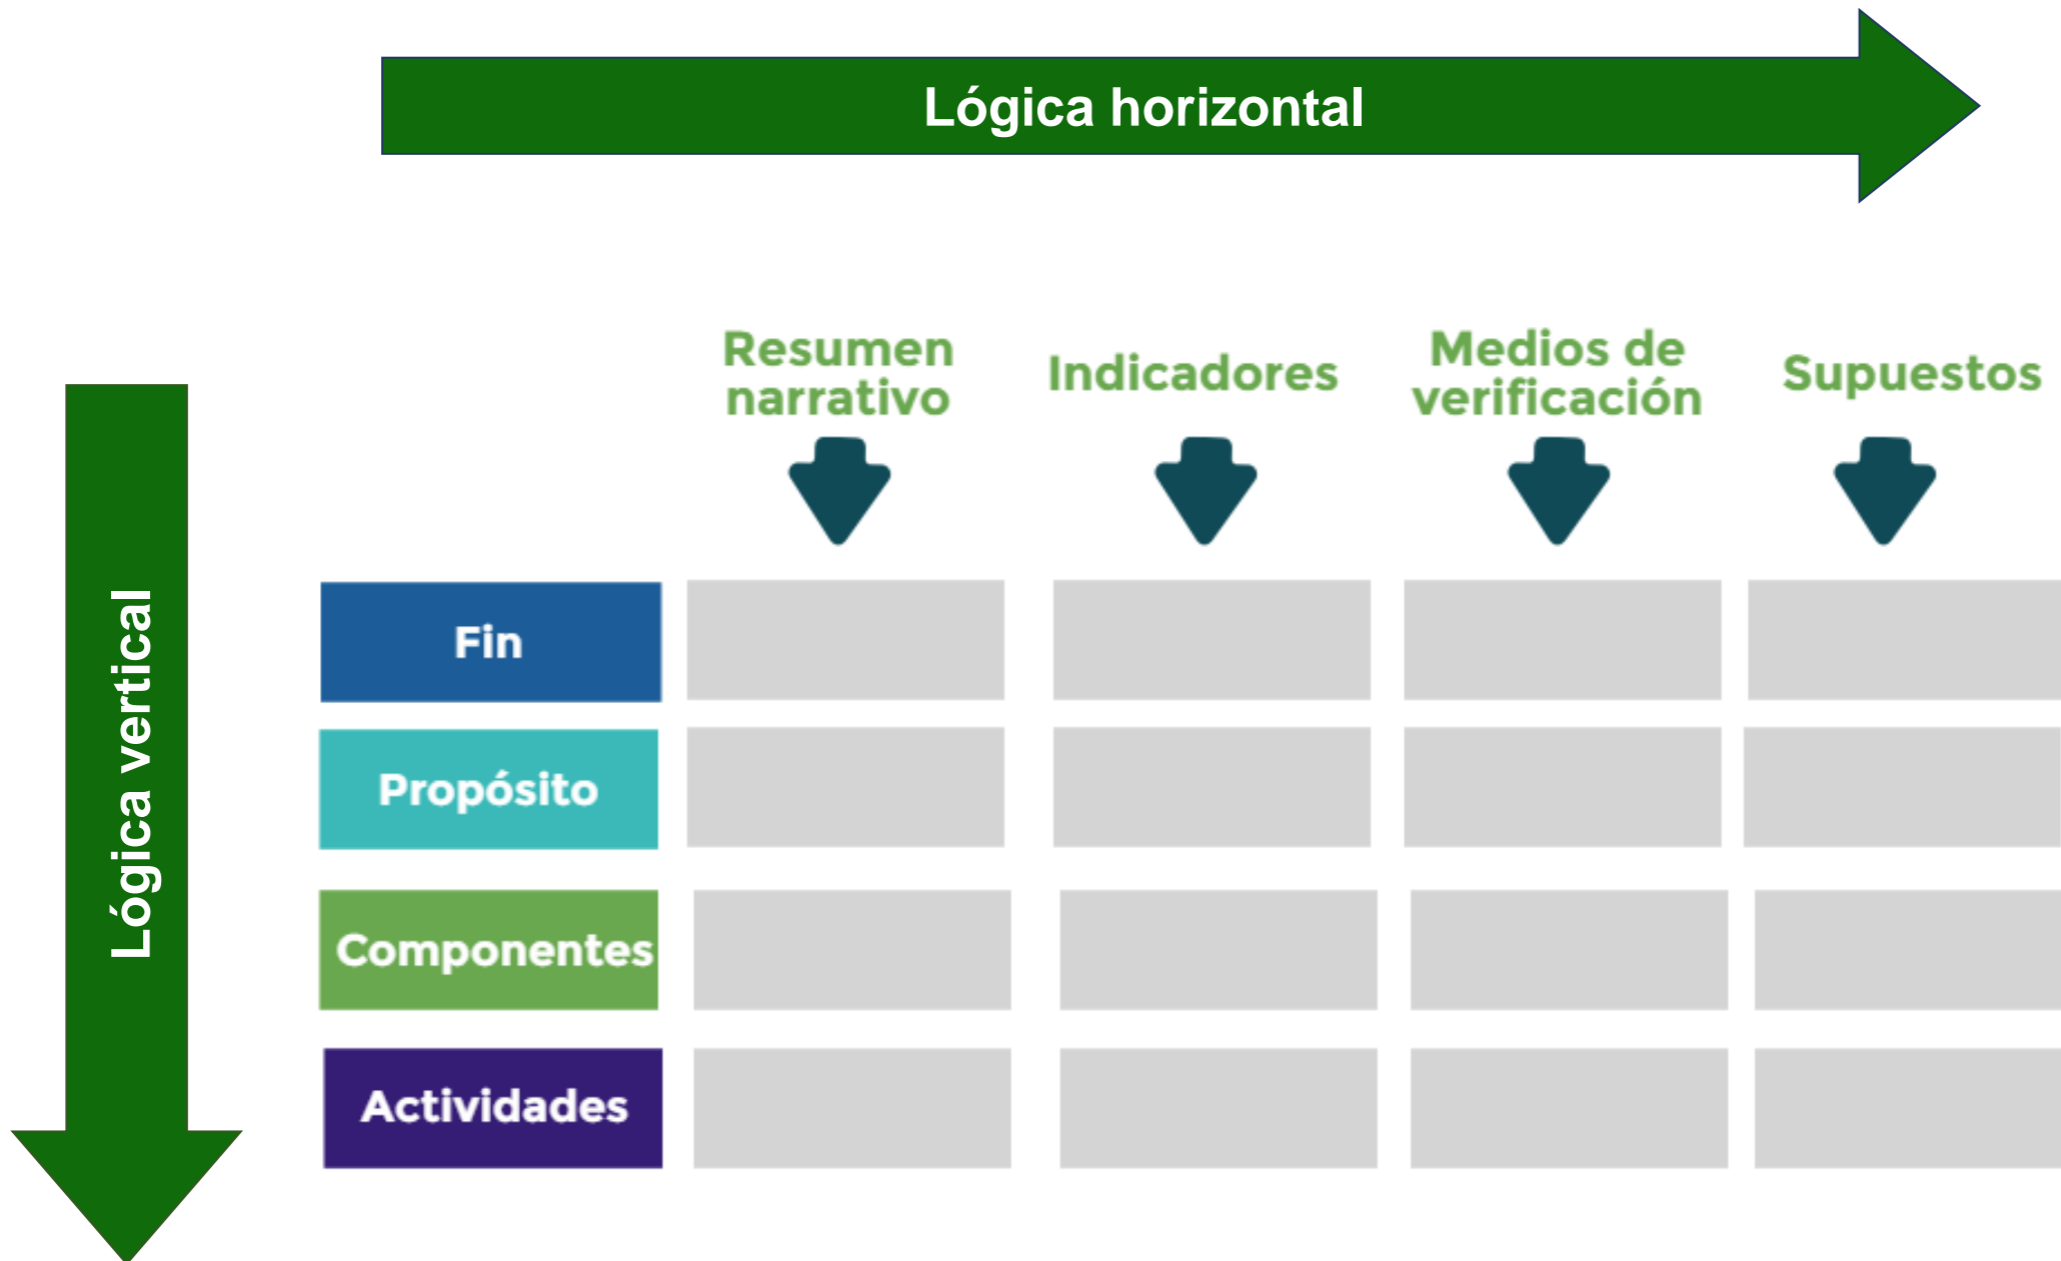 Lógica horizontal
Resumen
narrativo
Indicadores
Medios de
verificación
Supuestos
Lógica vertical
Fin
Propósito
Componentes
Actividades